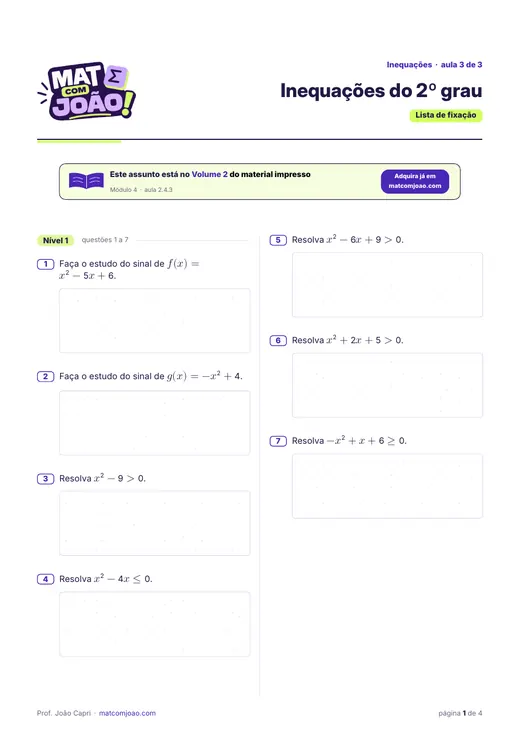 MAT Σ
COM
JOÃO!
Inequações · aula 3 de 3
Inequações do 2º grau
Lista de fixação
Este assunto está no Volume 2 do material impresso
Módulo 4 · aula 2.4.3
Adquira já em
matcomjoao.com
Nível 1 questões 1 a 7
1 Faça o estudo do sinal de f(x) =
x² − 5x + 6.
2 Faça o estudo do sinal de g(x) = −x² + 4.
3 Resolva x² − 9 > 0.
4 Resolva x² − 4x ≤ 0.
5 Resolva x² − 6x + 9 > 0.
6 Resolva x² + 2x + 5 > 0.
7 Resolva −x² + x + 6 ≥ 0.
Prof. João Capri · matcomjoao.com
página 1 de 4